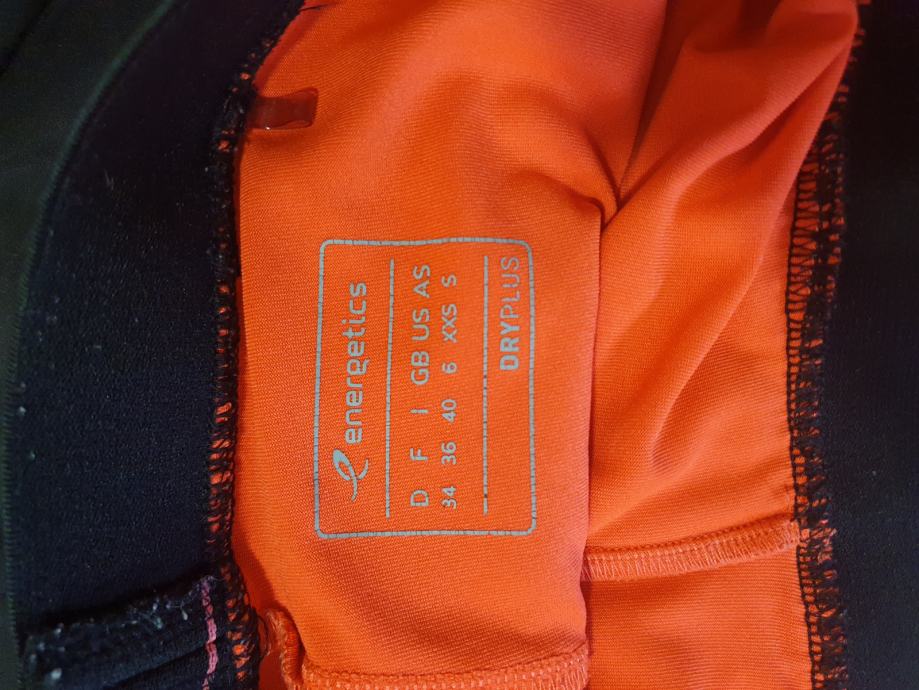 energetics
D F I GB US AS
34 36 40 6 XXS S
DRYPLUS